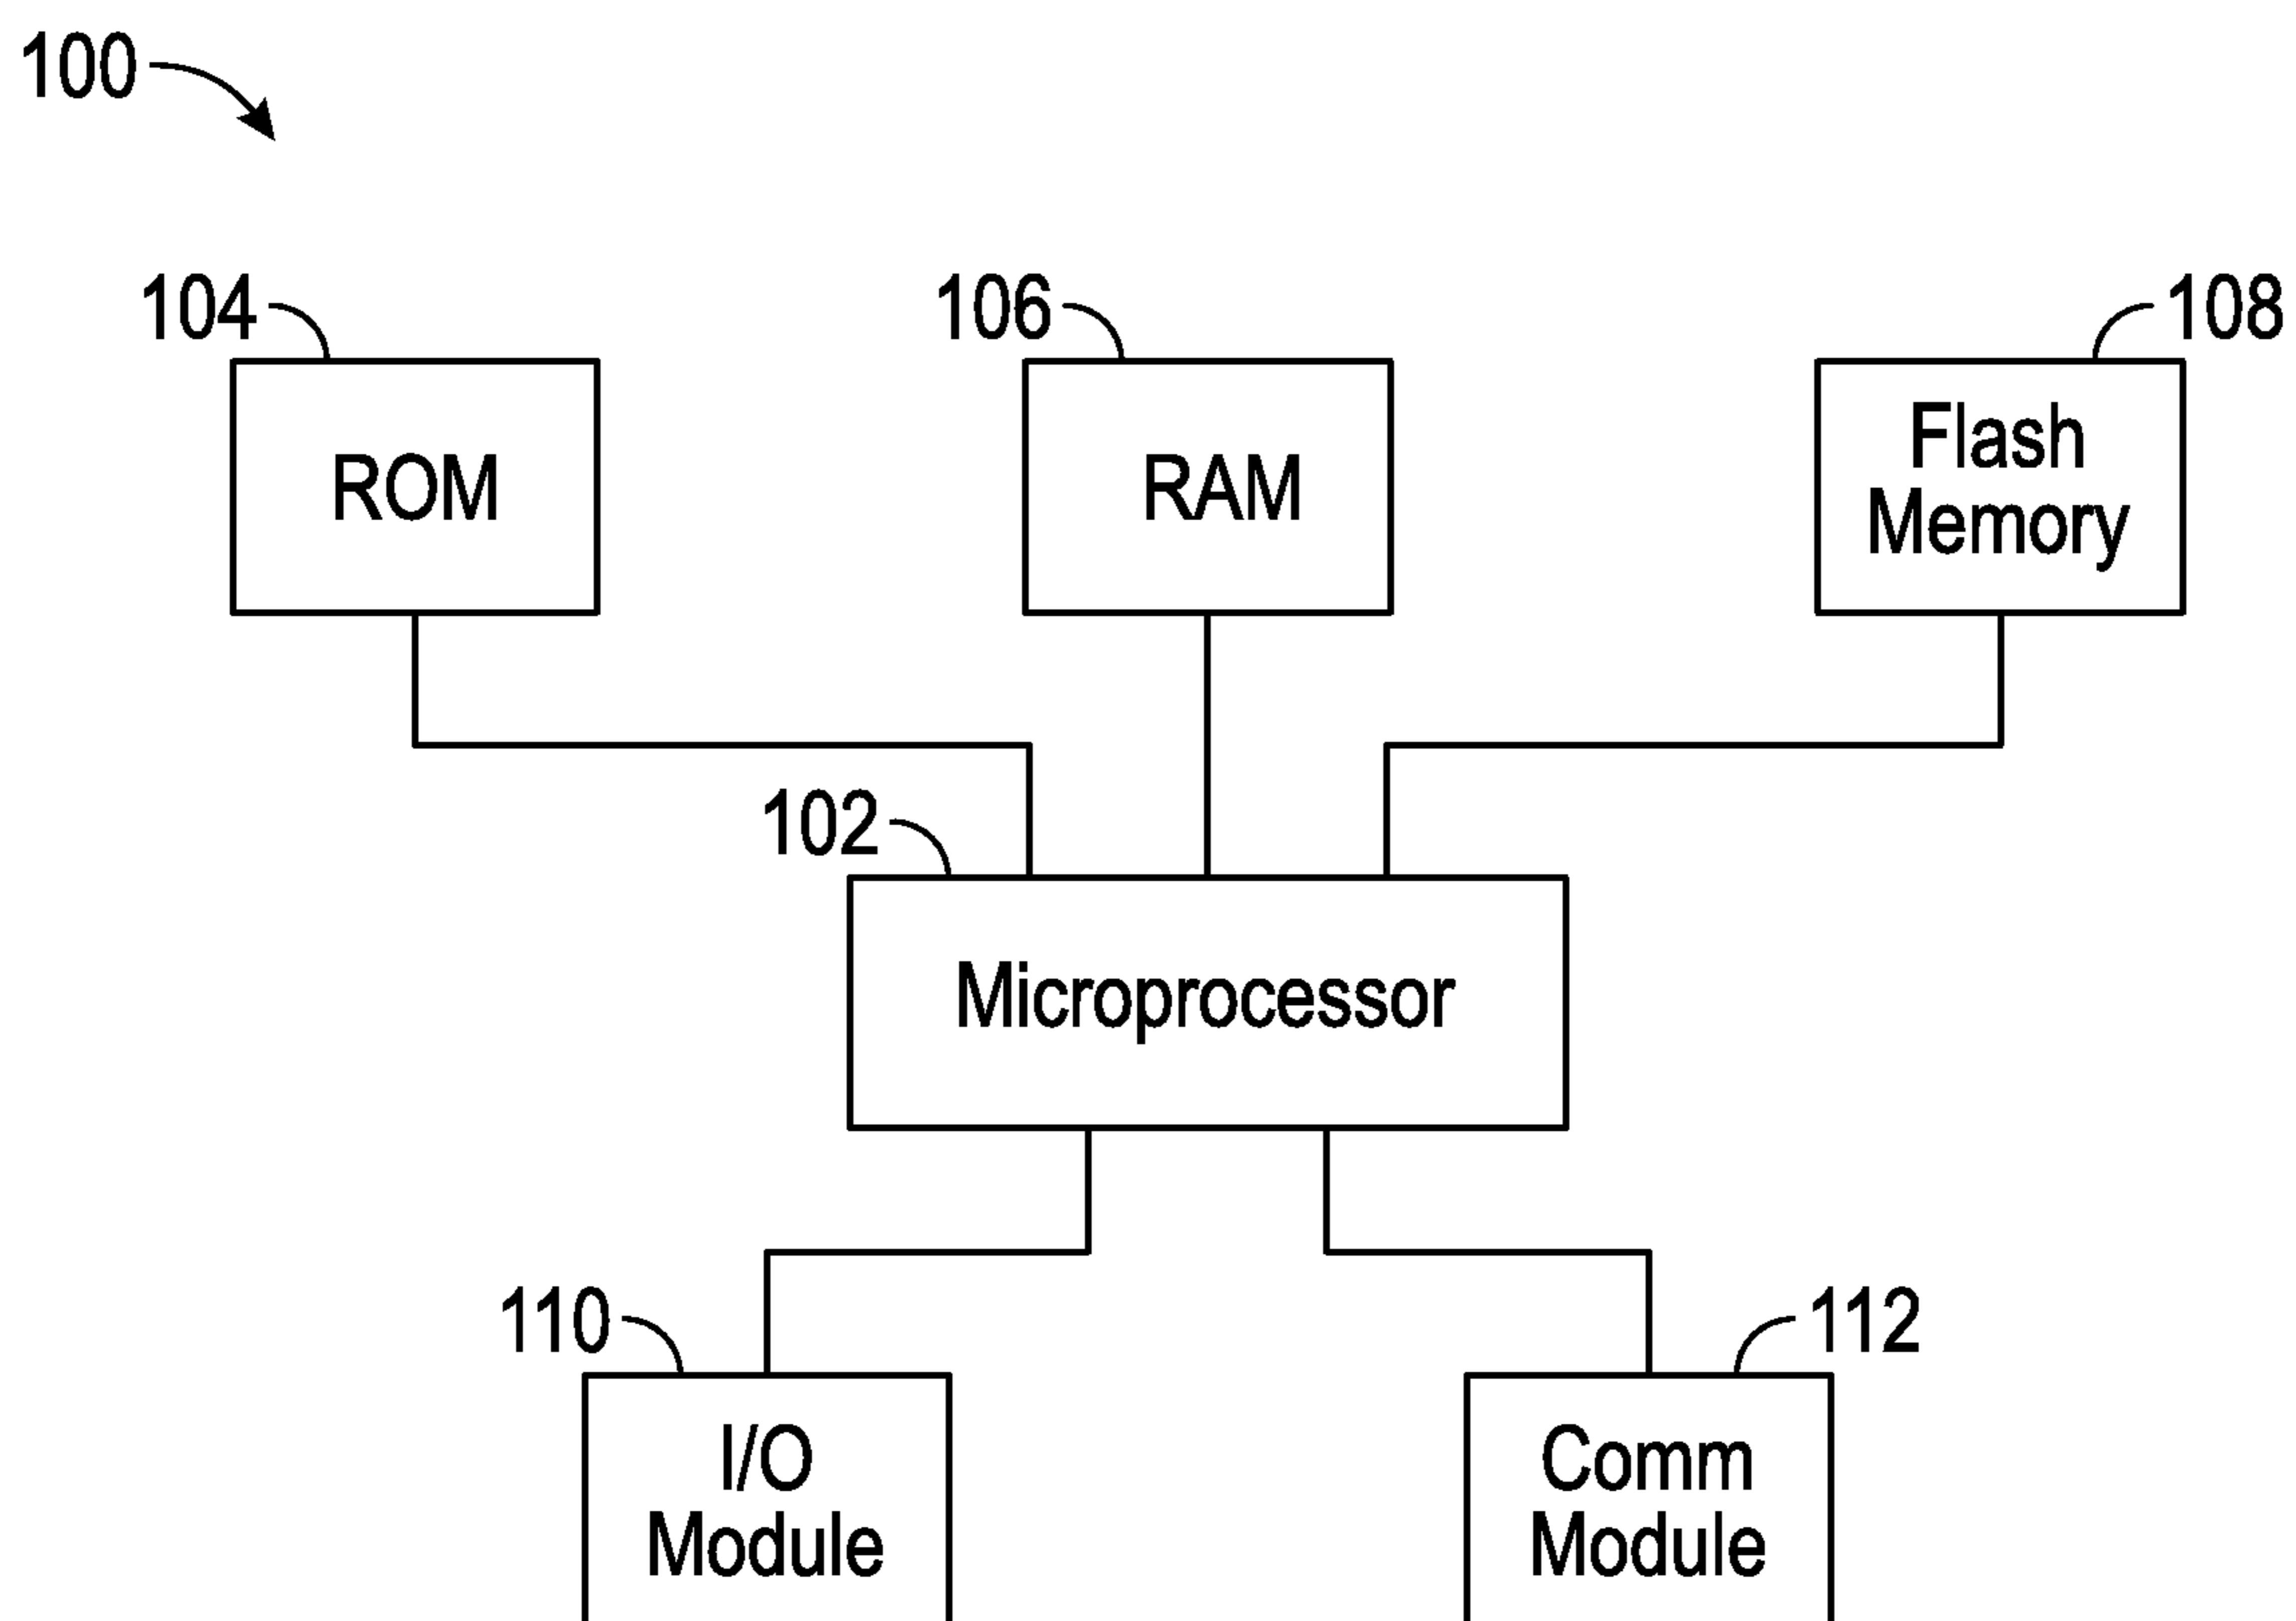 100
104
106
108
ROM
RAM
Flash
Memory
102
Microprocessor
110
112
I/O
Module
Comm
Module